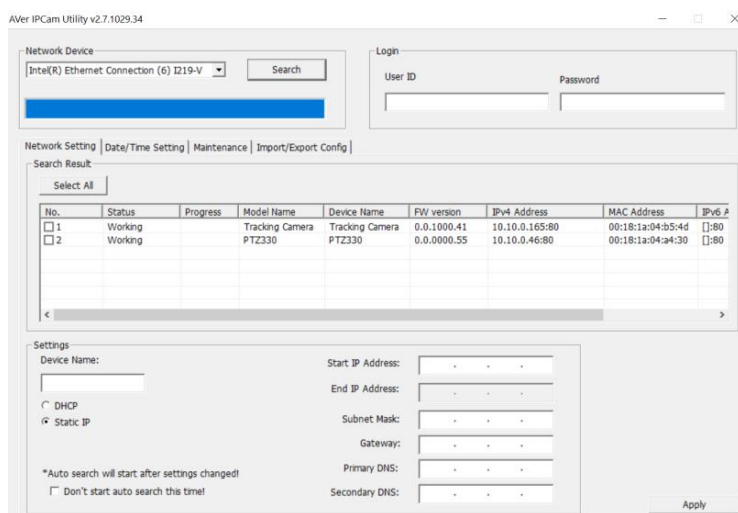 AVer IPCam Utility v2.7.1029.34
Network Device
Intel(R) Ethernet Connection (6) I219-V
Search
Login
User ID
Password
Network Setting Date/Time Setting Maintenance Import/Export Config
Search Result
Select All
No. Status Progress Model Name Device Name FW version IPv4 Address MAC Address IPv6 A
1 Working Tracking Camera Tracking Camera 0.0.1000.41 10.10.0.165:80 00:18:1a:04:b5:4d []:80
2 Working PTZ330 PTZ330 0.0.0000.55 10.10.0.46:80 00:18:1a:04:a4:30 []:80
Settings
Device Name:
DHCP
Static IP
*Auto search will start after settings changed!
Don't start auto search this time!
Start IP Address:
End IP Address:
Subnet Mask:
Gateway:
Primary DNS:
Secondary DNS:
Apply